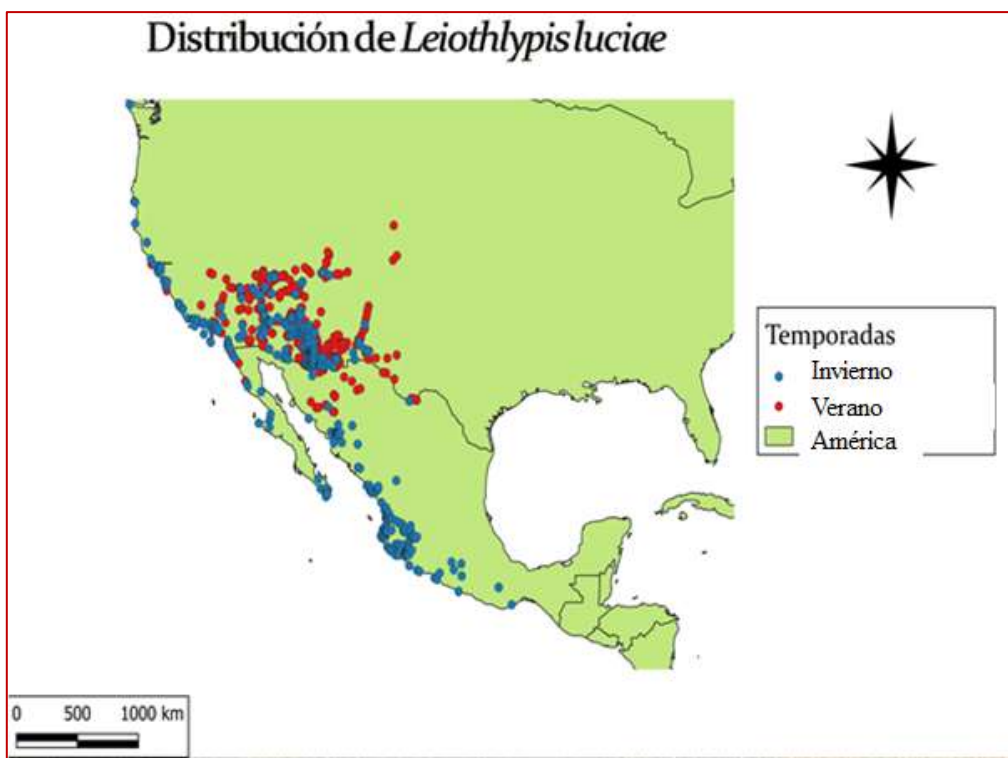 Distribución de Leiothlypis luciae
Temporadas
Invierno
Verano
América
0 500 1000 km